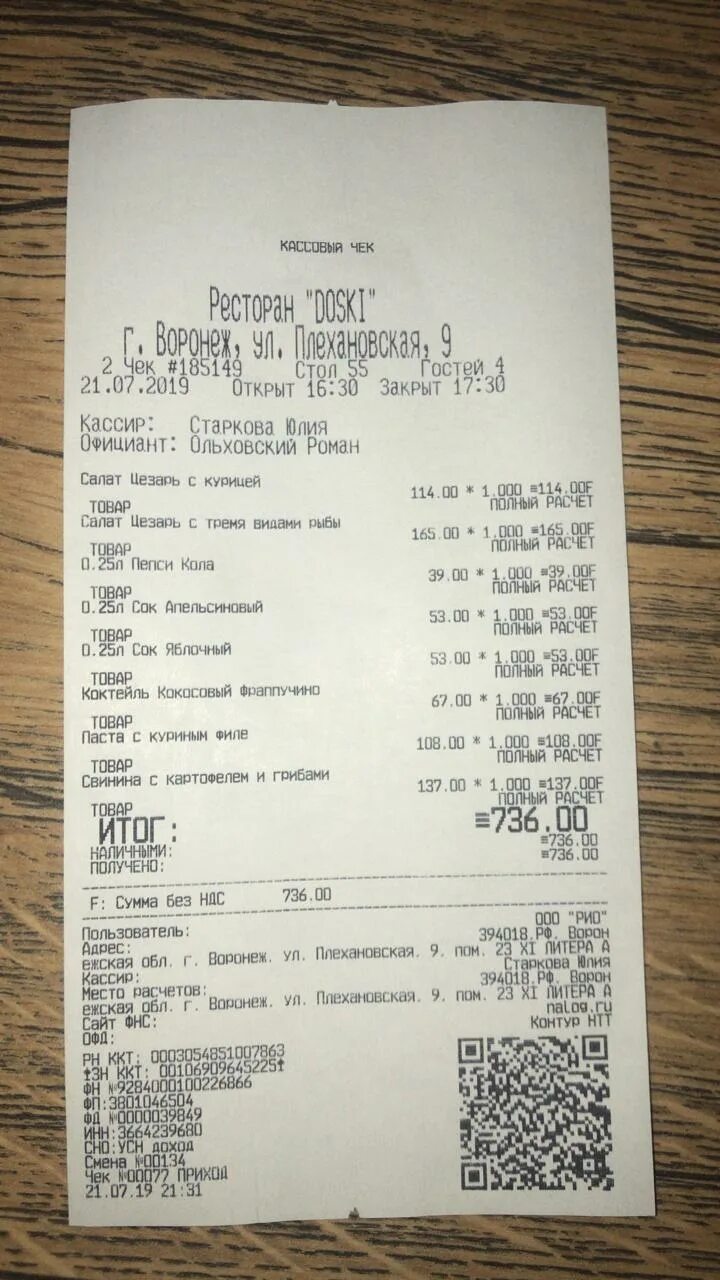 КАССОВЫЙ ЧЕК
Ресторан "DOSKI"
г. Воронеж, ул. Плехановская, 9
2 Чек #185149 Стол 55 Гостей 4
21.07.2019 Открыт 16:30 Закрыт 17:30
Кассир: Старкова Юлия
Официант: Ольховский Роман
Салат Цезарь с курицей
114.00 * 1.000 ≡114.00F
ТОВАР ПОЛНЫЙ РАСЧЕТ
Салат Цезарь с тремя видами рыбы
165.00 * 1.000 ≡165.00F
ТОВАР ПОЛНЫЙ РАСЧЕТ
0.25л Пепси Кола
39.00 * 1.000 ≡39.00F
ТОВАР ПОЛНЫЙ РАСЧЕТ
0.25л Сок Апельсиновый
53.00 * 1.000 ≡53.00F
ТОВАР ПОЛНЫЙ РАСЧЕТ
0.25л Сок Яблочный
53.00 * 1.000 ≡53.00F
ТОВАР ПОЛНЫЙ РАСЧЕТ
Коктейль Кокосовый Фраппучино
67.00 * 1.000 ≡67.00F
ТОВАР ПОЛНЫЙ РАСЧЕТ
Паста с куриным филе
108.00 * 1.000 ≡108.00F
ТОВАР ПОЛНЫЙ РАСЧЕТ
Свинина с картофелем и грибами
137.00 * 1.000 ≡137.00F
ТОВАР ПОЛНЫЙ РАСЧЕТ
ИТОГ: ≡736.00
НАЛИЧНЫМИ: ≡736.00
ПОЛУЧЕНО: ≡736.00
F: Сумма без НДС 736.00
Пользователь: ООО "РИО"
Адрес: 394018.РФ. Ворон
ежская обл. г. Воронеж. ул. Плехановская. 9. пом. 23 XI ЛИТЕРА А
Кассир: Старкова Юлия
Место расчетов: 394018.РФ. Ворон
ежская обл. г. Воронеж. ул. Плехановская. 9. пом. 23 XI ЛИТЕРА А
Сайт ФНС: nalog.ru
ОФД: Контур НТТ
РН ККТ: 0003054851007863
ЗН ККТ: 00106909645225
ФН №9284000100226866
ФП:3801046504
ФД №0000039849
ИНН:3664239680
СНО:УСН доход
Смена №00134
Чек №00077 ПРИХОД
21.07.19 21:31